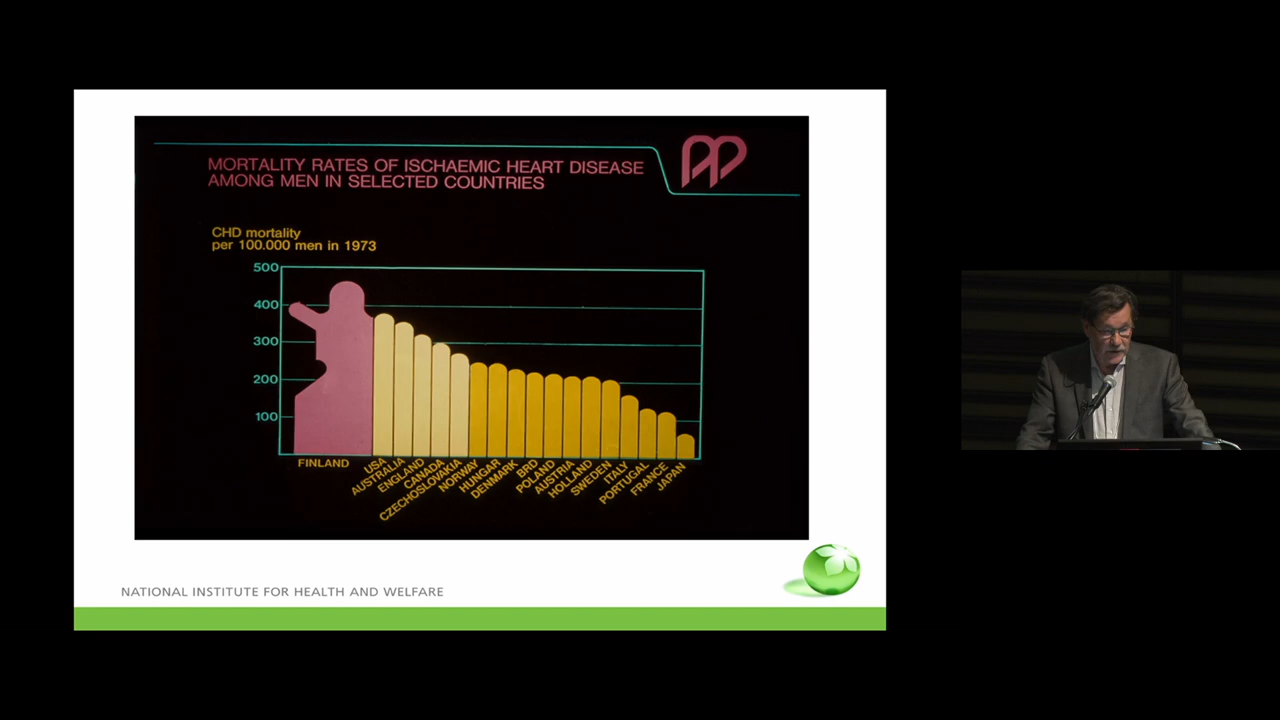 MORTALITY RATES OF ISCHAEMIC HEART DISEASE
AMONG MEN IN SELECTED COUNTRIES
CHD mortality
per 100.000 men in 1973
500
400
300
200
100
FINLAND
USA
AUSTRALIA
ENGLAND
CANADA
CZECHOSLOVAKIA
NORWAY
HUNGAR
DENMARK
BRD
POLAND
AUSTRIA
HOLLAND
SWEDEN
ITALY
PORTUGAL
FRANCE
JAPAN
NATIONAL INSTITUTE FOR HEALTH AND WELFARE